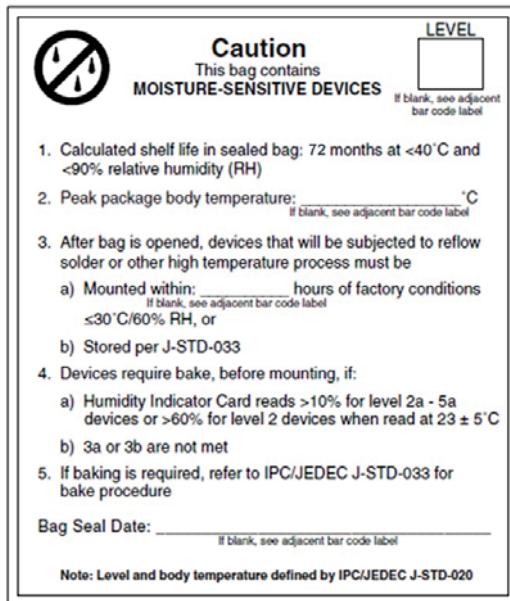 LEVEL
Caution
This bag contains
MOISTURE-SENSITIVE DEVICES
If blank, see adjacent
bar code label
1. Calculated shelf life in sealed bag: 72 months at <40˚C and
<90% relative humidity (RH)
2. Peak package body temperature: ____________________˚C
If blank, see adjacent bar code label
3. After bag is opened, devices that will be subjected to reflow
solder or other high temperature process must be
a) Mounted within: ___________ hours of factory conditions
If blank, see adjacent bar code label
≤30˚C/60% RH, or
b) Stored per J-STD-033
4. Devices require bake, before mounting, if:
a) Humidity Indicator Card reads >10% for level 2a - 5a
devices or >60% for level 2 devices when read at 23 ± 5˚C
b) 3a or 3b are not met
5. If baking is required, refer to IPC/JEDEC J-STD-033 for
bake procedure
Bag Seal Date: ________________________________________
If blank, see adjacent bar code label
Note: Level and body temperature defined by IPC/JEDEC J-STD-020